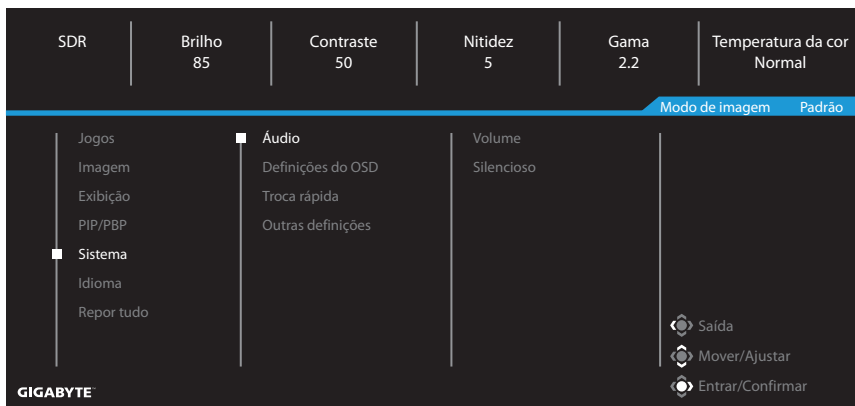 SDR Brilho Contraste Nitidez Gama Temperatura da cor
85 50 5 2.2 Normal
Modo de imagem Padrão
Jogos Áudio Volume
Imagem Definições do OSD Silencioso
Exibição Troca rápida
PIP/PBP Outras definições
Sistema
Idioma
Repor tudo
Saída
Mover/Ajustar
GIGABYTE™ Entrar/Confirmar